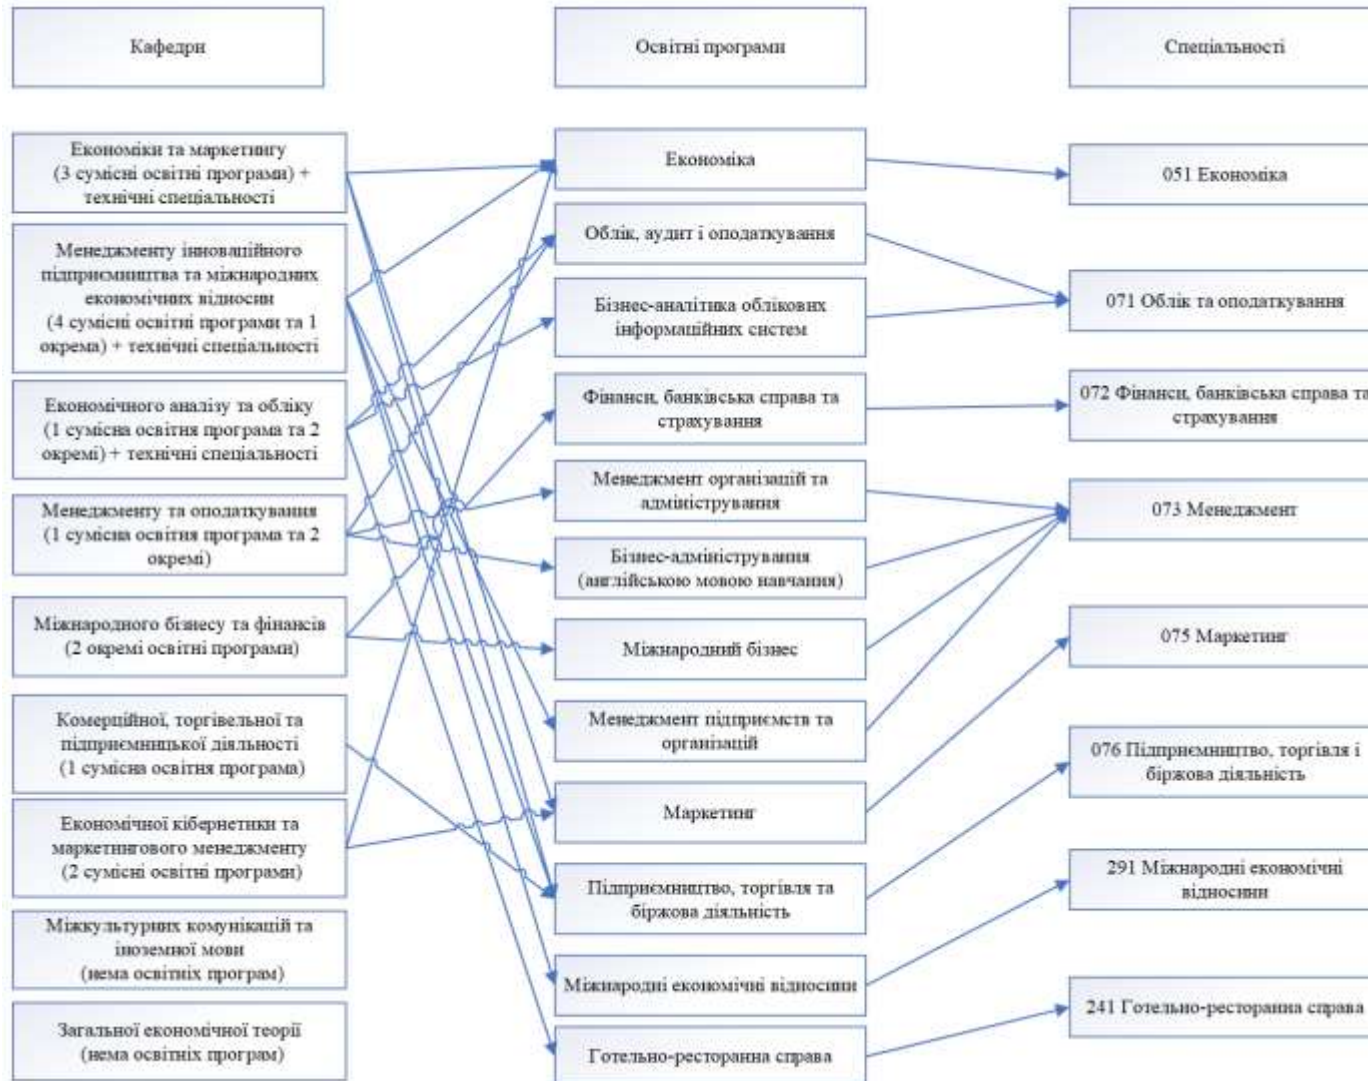 Кафедри
Освітні програми
Спеціальності
Економіки та маркетингу
(3 сумісні освітні програми) +
технічні спеціальності
Менеджменту інноваційного
підприємництва та міжнародних
економічних відносин
(4 сумісні освітні програми та 1
окрема) + технічні спеціальності
Економічного аналізу та обліку
(1 сумісна освітня програма та 2
окремі) + технічні спеціальності
Менеджменту та оподаткування
(1 сумісна освітня програма та 2
окремі)
Міжнародного бізнесу та фінансів
(2 окремі освітні програми)
Комерційної, торгівельної та
підприємницької діяльності
(1 сумісна освітня програма)
Економічної кібернетики та
маркетингового менеджменту
(2 сумісні освітні програми)
Міжкультурних комунікацій та
іноземної мови
(нема освітніх програм)
Загальної економічної теорії
(нема освітніх програм)
Економіка
Облік, аудит і оподаткування
Бізнес-аналітика облікових
інформаційних систем
Фінанси, банківська справа та
страхування
Менеджмент організацій та
адміністрування
Бізнес-адміністрування
(англійською мовою навчання)
Міжнародний бізнес
Менеджмент підприємств та
організацій
Маркетинг
Підприємництво, торгівля та
біржова діяльність
Міжнародні економічні відносини
Готельно-ресторанна справа
051 Економіка
071 Облік та оподаткування
072 Фінанси, банківська справа та
страхування
073 Менеджмент
075 Маркетинг
076 Підприємництво, торгівля і
біржова діяльність
291 Міжнародні економічні
відносини
241 Готельно-ресторанна справа